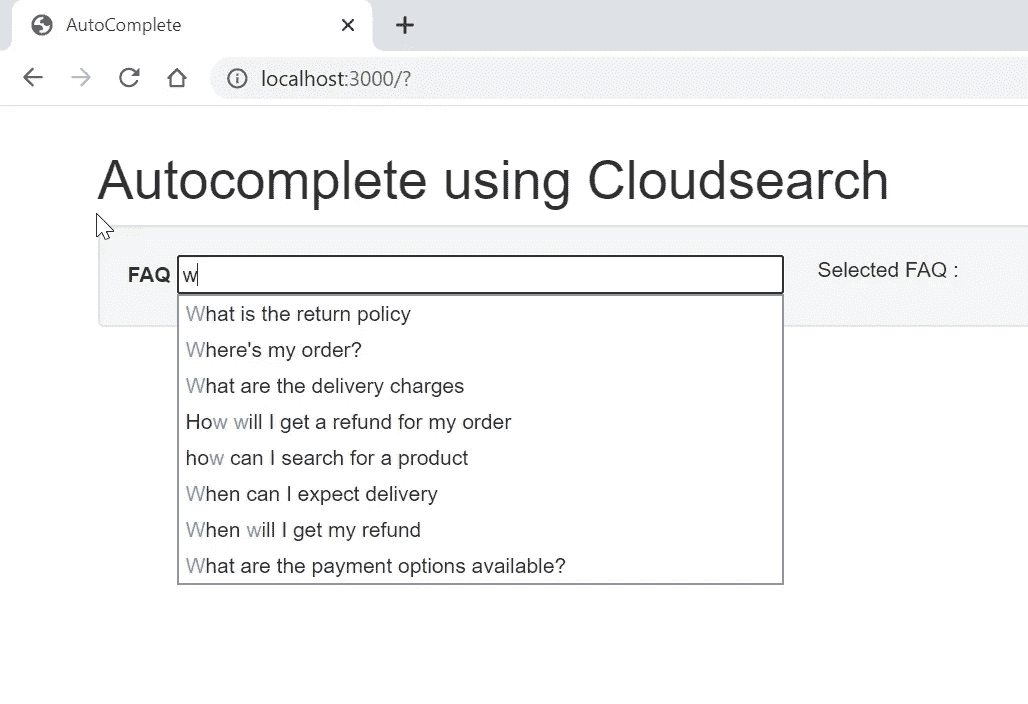 AutoComplete
localhost:3000/?
Autocomplete using Cloudsearch
FAQ w Selected FAQ :
What is the return policy
Where's my order?
What are the delivery charges
How will I get a refund for my order
how can I search for a product
When can I expect delivery
When will I get my refund
What are the payment options available?